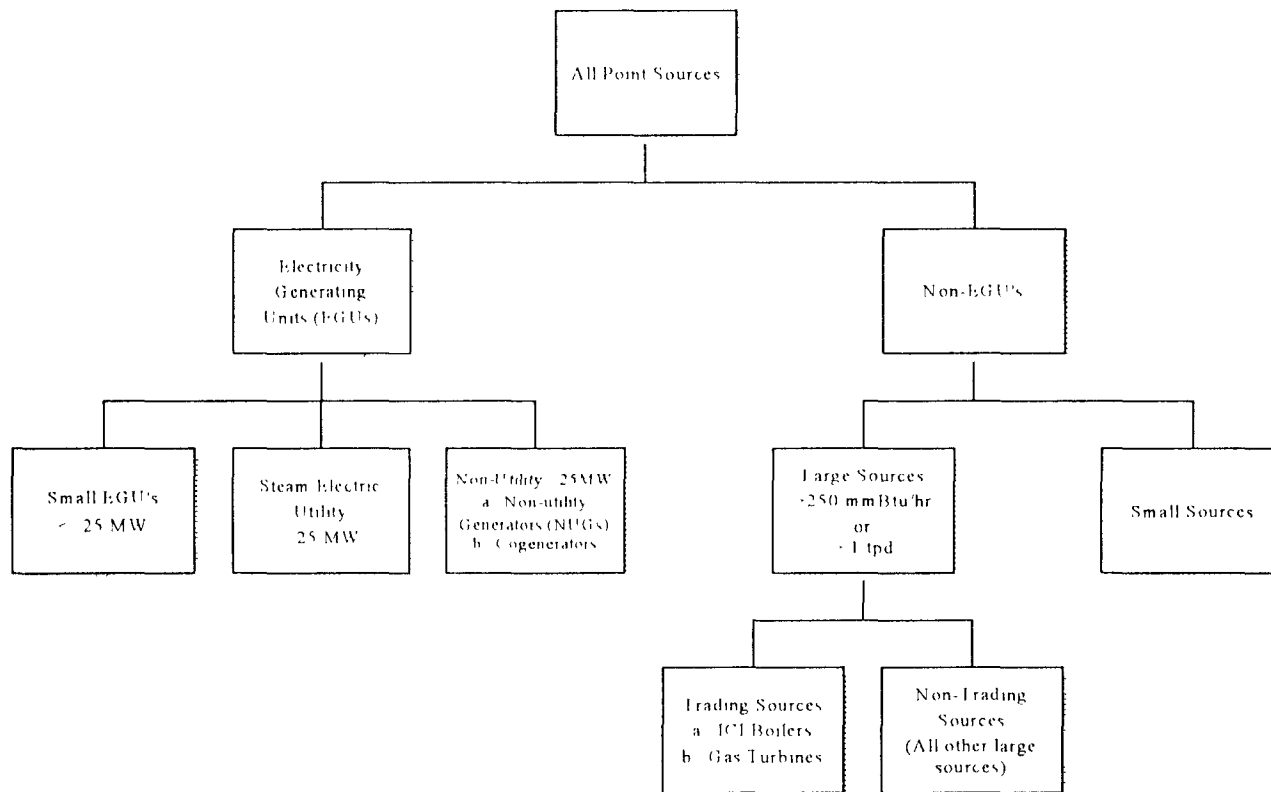 All Point Sources
Electricity
Generating
Units (EGUs)
Non-EGU's
Small EGU's
< 25 MW
Steam Electric
Utility
25 MW
Non-Utility 25MW
a Non-utility
Generators (NUGs)
b Cogenerators
Large Sources
250 mmBtu/hr
or
1 tpd
Small Sources
Trading Sources
a ICI Boilers
b Gas Turbines
Non-Trading
Sources
(All other large
sources)